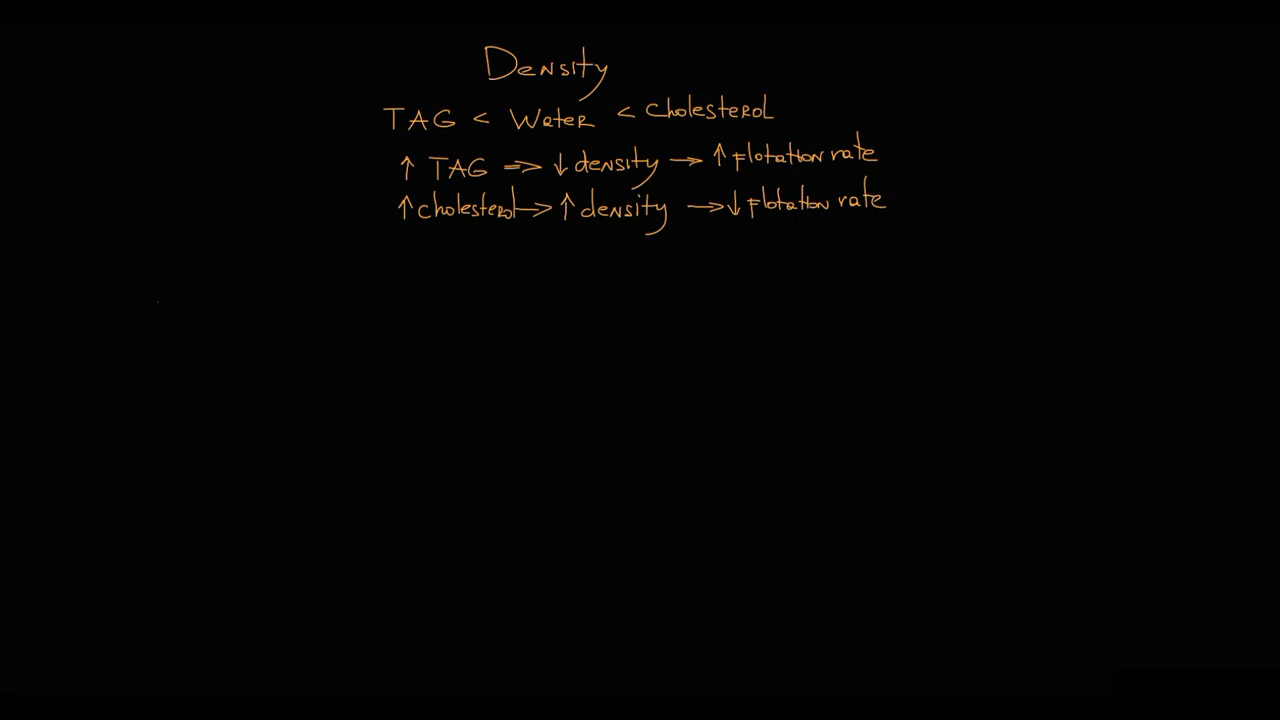 Density
TAG < Water < cholesterol
↑ TAG => ↓ density → ↑ flotation rate
↑ cholesterol → ↑ density → ↓ flotation rate